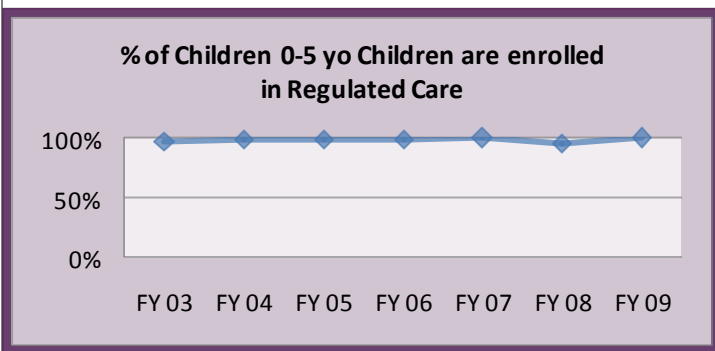 % of Children 0-5 yo Children are enrolled
in Regulated Care
100%
50%
0%
FY 03 FY 04 FY 05 FY 06 FY 07 FY 08 FY 09